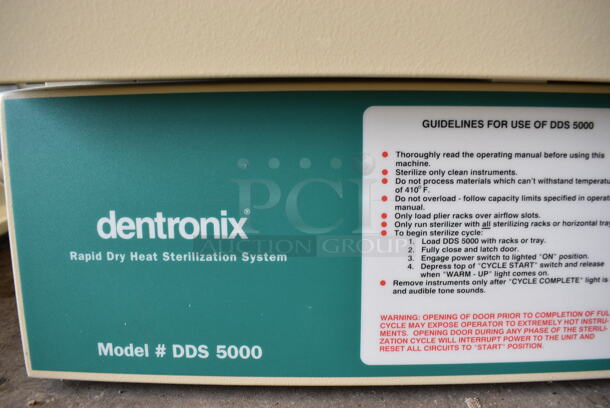 dentronix®
Rapid Dry Heat Sterilization System
Model # DDS 5000
GUIDELINES FOR USE OF DDS 5000
● Thoroughly read the operating manual before using this
machine.
● Sterilize only clean instruments.
● Do not process materials which can't withstand
of 410° F.
● Do not overload - follow capacity limits specified in
manual.
● Only load plier racks over airflow slots.
● Only run sterilizer with all sterilizing racks or horizontal
● To begin sterilize cycle:
1. Load DDS 5000 with racks or tray.
2. Fully close and latch door.
3. Engage power switch to lighted "ON" position.
4. Depress top of "CYCLE START" switch and release
when "WARM - UP" light comes on.
● Remove instruments only after "CYCLE COMPLETE" light is
and audible tone sounds.
WARNING: OPENING OF DOOR PRIOR TO COMPLETION OF
CYCLE MAY EXPOSE OPERATOR TO EXTREMELY HOT INSTRU-
MENTS. OPENING DOOR DURING ANY PHASE OF THE STERILI-
ZATION CYCLE WILL INTERRUPT POWER TO THE UNIT AND
RESET ALL CIRCUITS TO "START" POSITION.
PCI
AUCTION GROUP